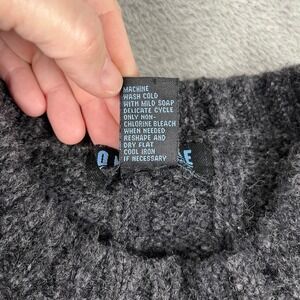 MACHINE
WASH COLD
WITH MILD SOAP
DELICATE CYCLE
ONLY NON-
CHLORINE BLEACH
WHEN NEEDED
RESHAPE AND
DRY FLAT
COOL IRON
IF NECESSARY